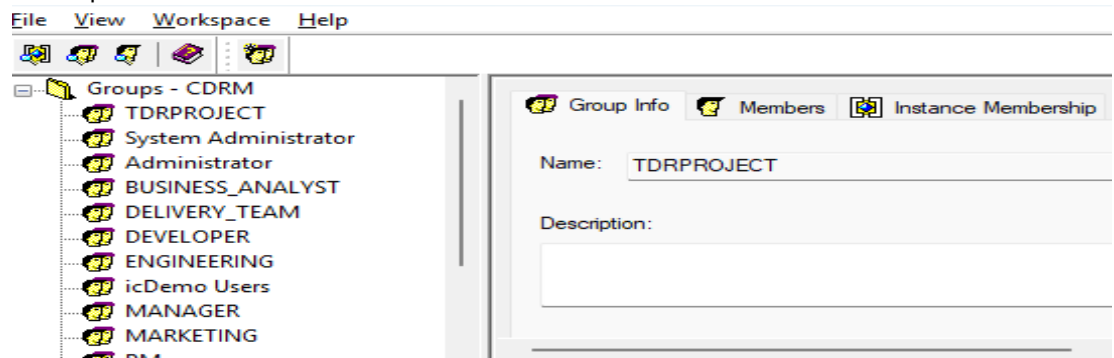 File View Workspace Help
Groups - CDRM
TDRPROJECT
System Administrator
Administrator
BUSINESS_ANALYST
DELIVERY_TEAM
DEVELOPER
ENGINEERING
icDemo Users
MANAGER
MARKETING
Group Info Members Instance Membership
Name: TDRPROJECT
Description: